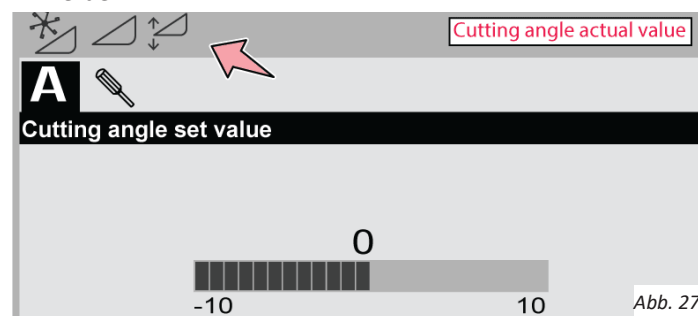 Cutting angle actual value
A
Cutting angle set value
0
-10 10
Abb. 27